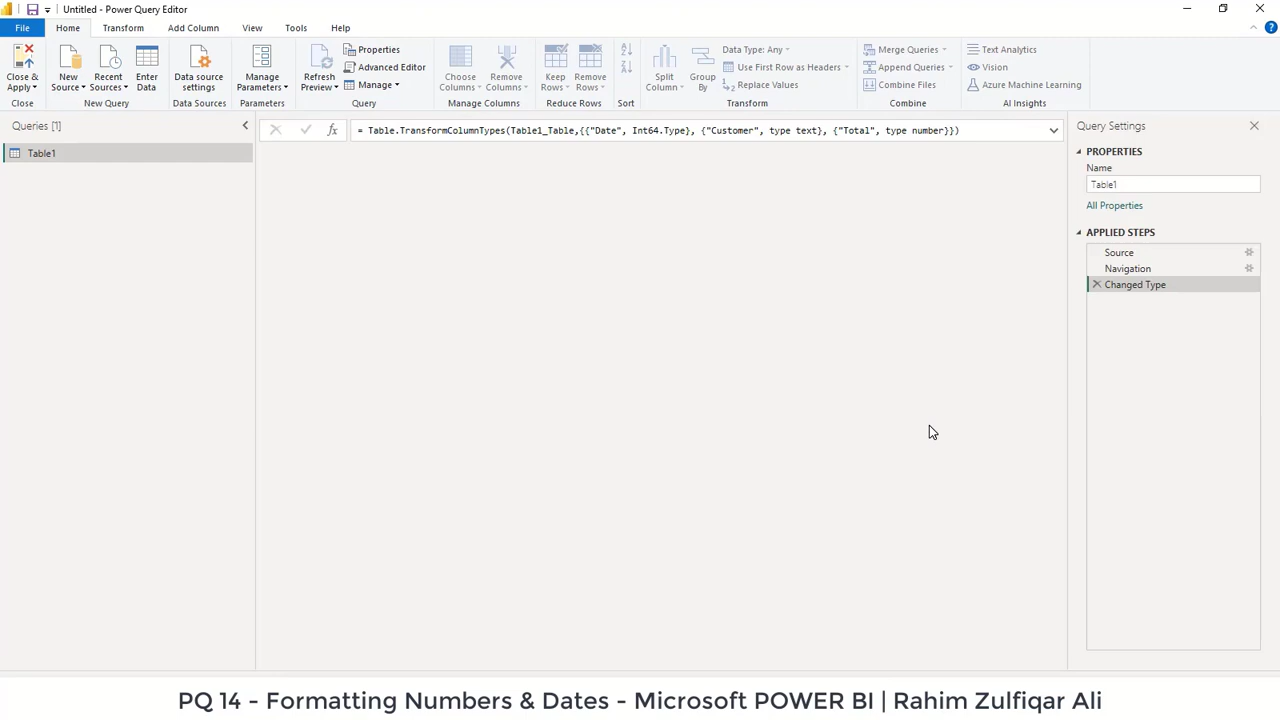 Untitled - Power Query Editor
File
Home
Transform
Add Column
View
Tools
Help
Close &
Apply
New
Source
Recent
Sources
Enter
Data
Data source
settings
Manage
Parameters
Refresh
Preview
Properties
Advanced Editor
Manage
Choose
Columns
Remove
Columns
Keep
Rows
Remove
Rows
Split
Column
Group
By
Data Type: Any
Use First Row as Headers
Replace Values
Merge Queries
Append Queries
Combine Files
Text Analytics
Vision
Azure Machine Learning
Close
New Query
Data Sources
Parameters
Query
Manage Columns
Reduce Rows
Sort
Transform
Combine
AI Insights
Queries [1]
Table1
fx
= Table.TransformColumnTypes(Table1_Table,{{"Date", Int64.Type}, {"Customer", type text}, {"Total", type number}})
Query Settings
PROPERTIES
Name
Table1
All Properties
APPLIED STEPS
Source
Navigation
Changed Type
PQ 14 - Formatting Numbers & Dates - Microsoft POWER BI | Rahim Zulfiqar Ali